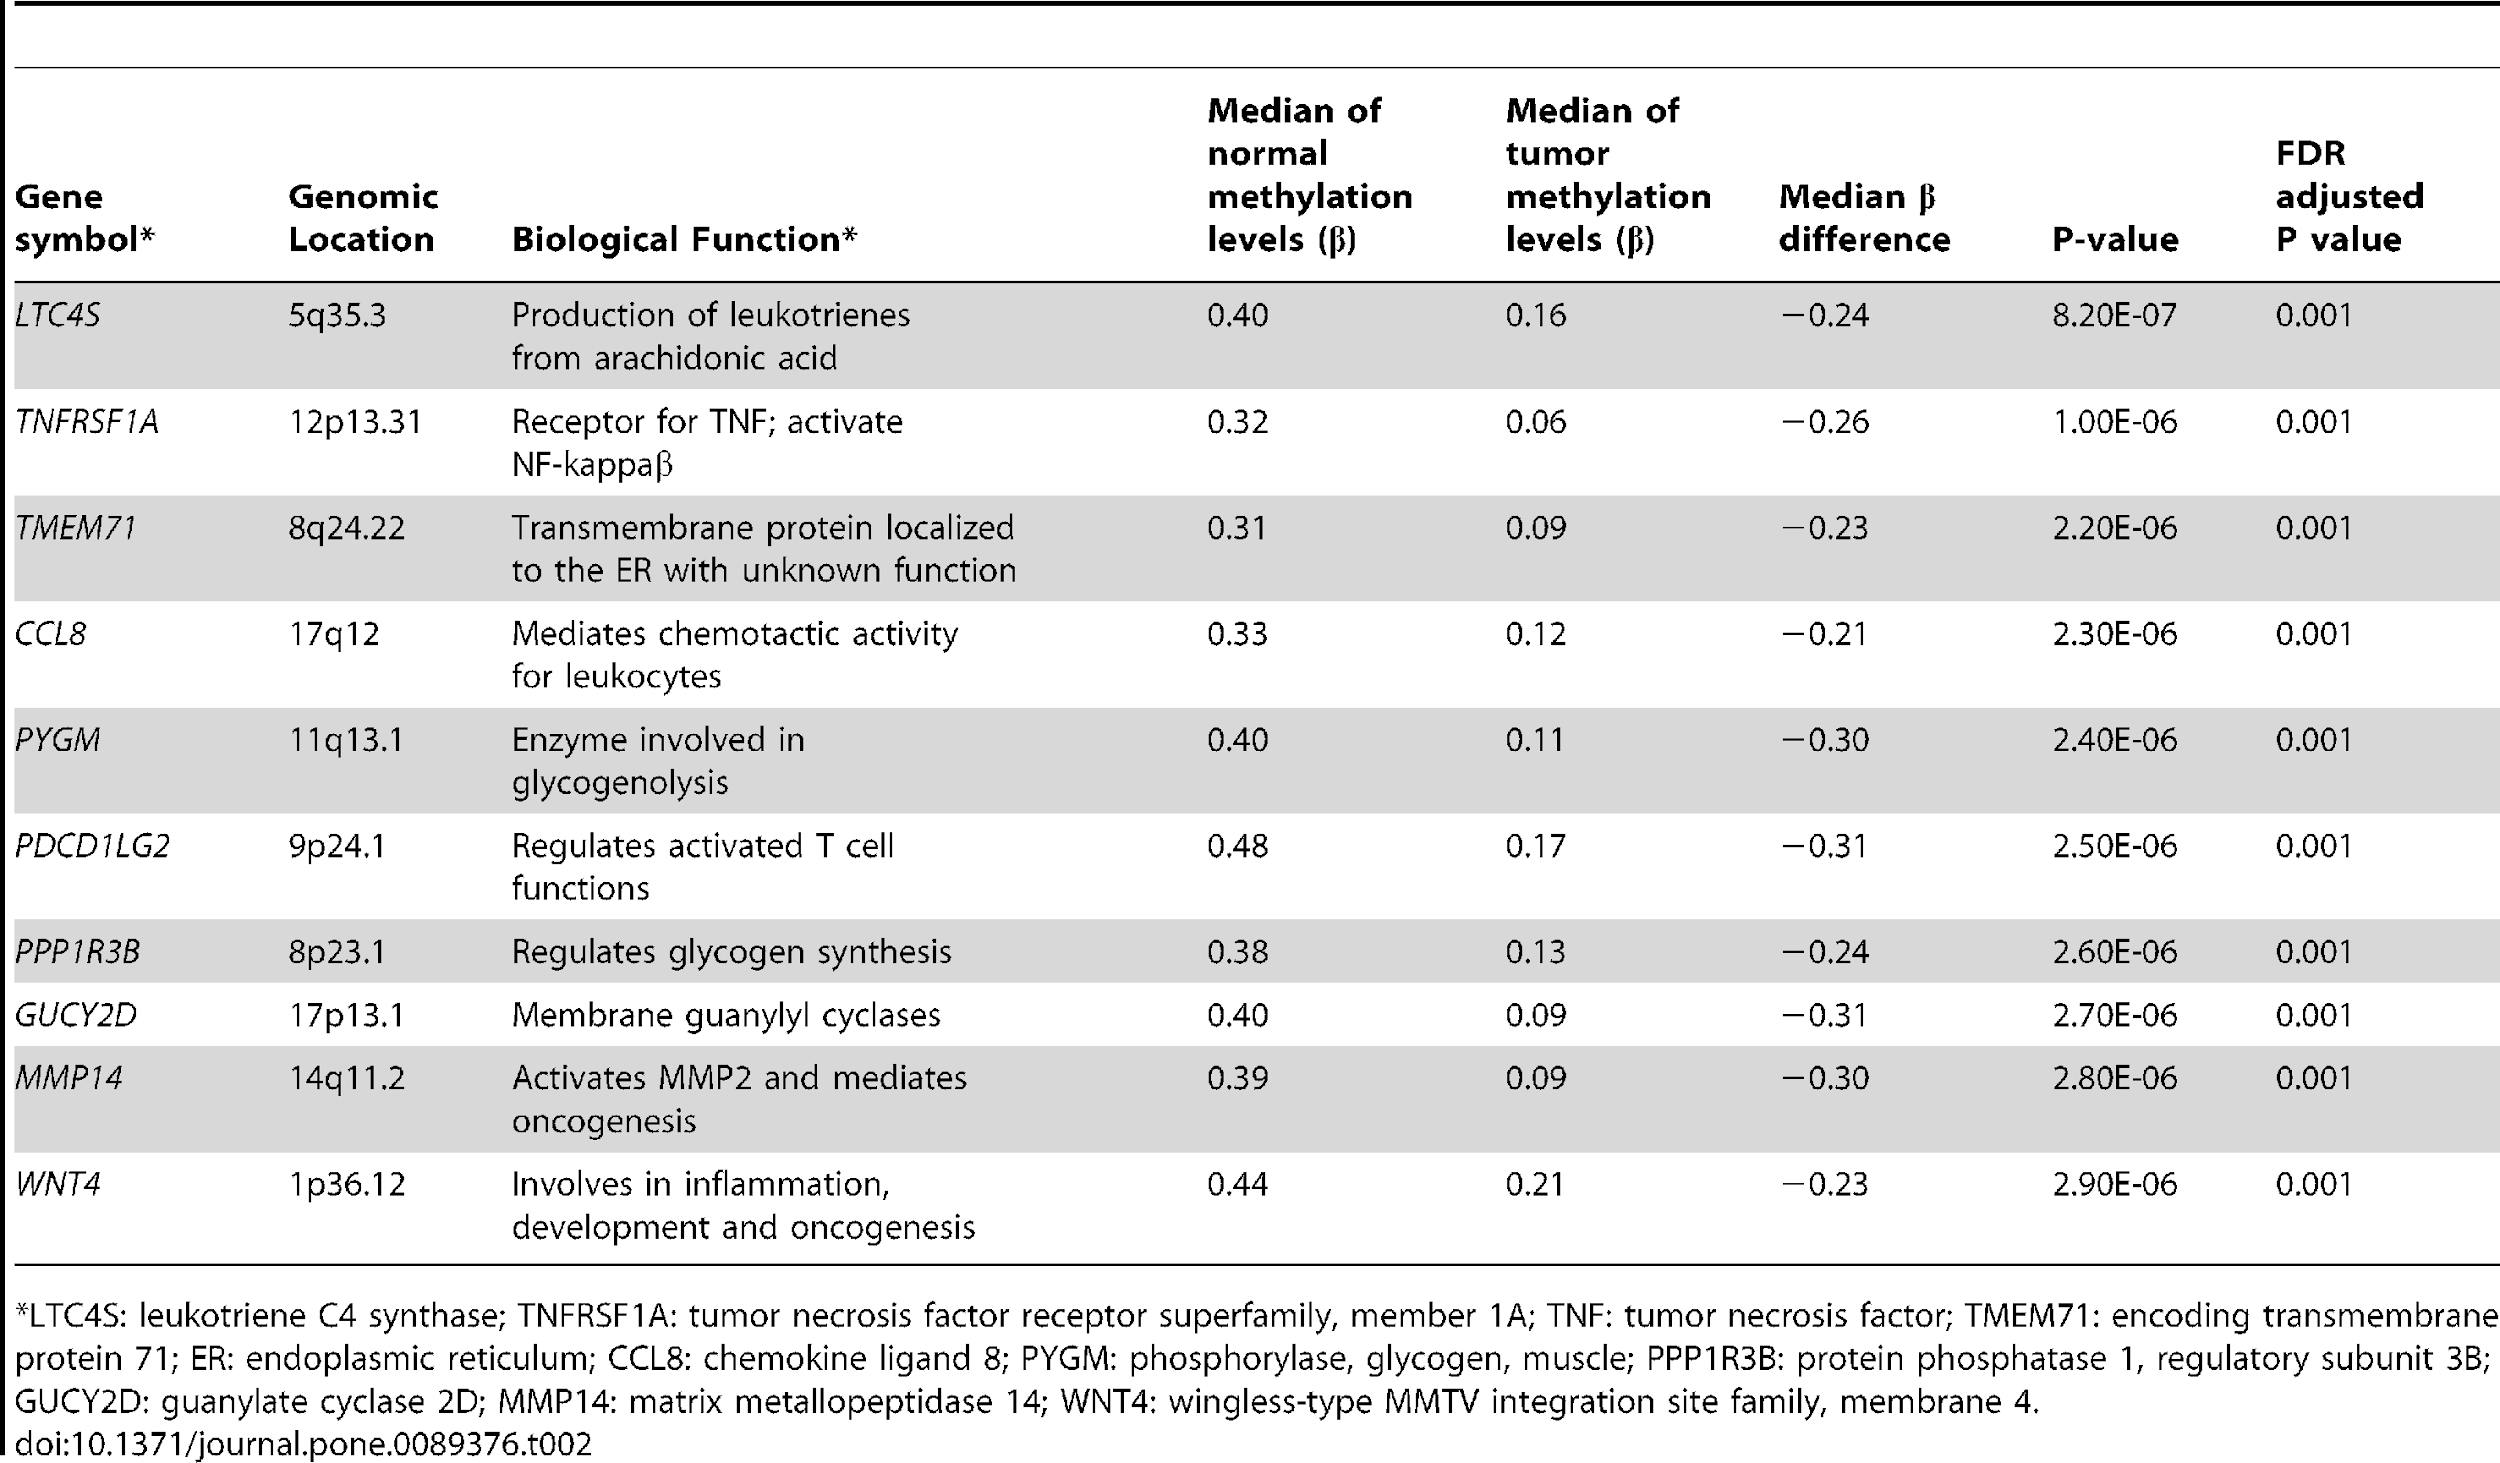 Gene symbol* Genomic Location Biological Function* Median of normal methylation levels (β) Median of tumor methylation levels (β) Median β difference P-value FDR adjusted P value
LTC4S 5q35.3 Production of leukotrienes 0.40 0.16 −0.24 8.20E-07 0.001
from arachidonic acid
TNFRSF1A 12p13.31 Receptor for TNF; activate 0.32 0.06 −0.26 1.00E-06 0.001
NF-kappaβ
TMEM71 8q24.22 Transmembrane protein localized 0.31 0.09 −0.23 2.20E-06 0.001
to the ER with unknown function
CCL8 17q12 Mediates chemotactic activity 0.33 0.12 −0.21 2.30E-06 0.001
for leukocytes
PYGM 11q13.1 Enzyme involved in 0.40 0.11 −0.30 2.40E-06 0.001
glycogenolysis
PDCD1LG2 9p24.1 Regulates activated T cell 0.48 0.17 −0.31 2.50E-06 0.001
functions
PPP1R3B 8p23.1 Regulates glycogen synthesis 0.38 0.13 −0.24 2.60E-06 0.001
GUCY2D 17p13.1 Membrane guanylyl cyclases 0.40 0.09 −0.31 2.70E-06 0.001
MMP14 14q11.2 Activates MMP2 and mediates 0.39 0.09 −0.30 2.80E-06 0.001
oncogenesis
WNT4 1p36.12 Involves in inflammation, 0.44 0.21 −0.23 2.90E-06 0.001
development and oncogenesis
*LTC4S: leukotriene C4 synthase; TNFRSF1A: tumor necrosis factor receptor superfamily, member 1A; TNF: tumor necrosis factor; TMEM71: encoding transmembrane
protein 71; ER: endoplasmic reticulum; CCL8: chemokine ligand 8; PYGM: phosphorylase, glycogen, muscle; PPP1R3B: protein phosphatase 1, regulatory subunit 3B;
GUCY2D: guanylate cyclase 2D; MMP14: matrix metallopeptidase 14; WNT4: wingless-type MMTV integration site family, membrane 4.
doi:10.1371/journal.pone.0089376.t002